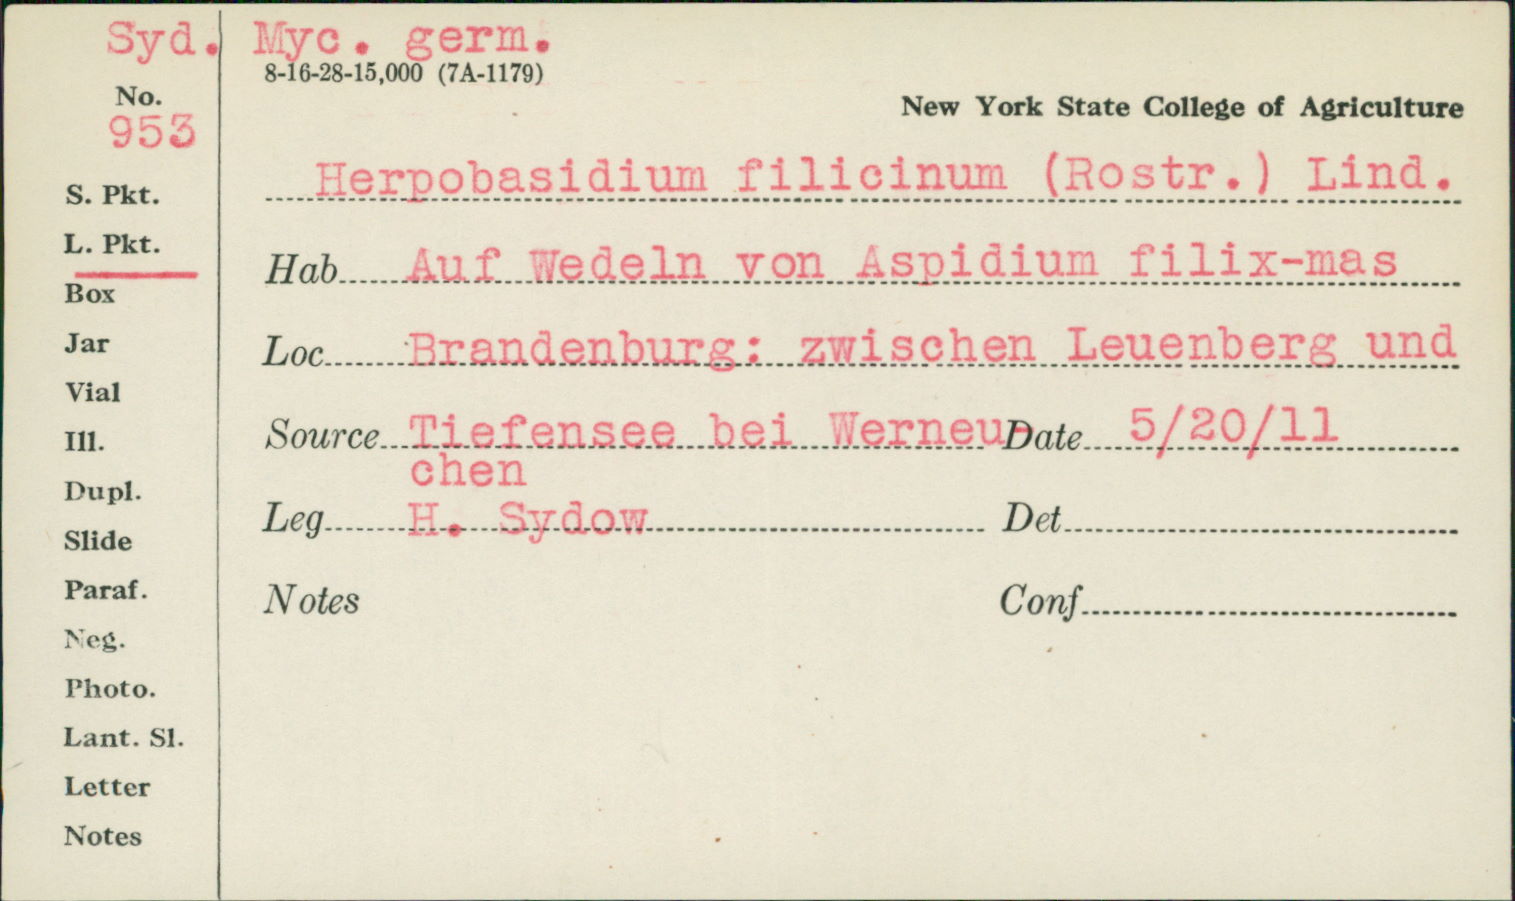 Syd. Myc. germ.
8-16-28-15,000 (7A-1179)
No.
953
New York State College of Agriculture
Herpobasidium filicinum (Rostr.) Lind.
S. Pkt.
L. Pkt.
Box
Jar
Vial
Ill.
Dupl.
Slide
Paraf.
Neg.
Photo.
Lant. Sl.
Letter
Notes
Hab Auf Wedeln von Aspidium filix-mas
Loc Brandenburg: zwischen Leuenberg und
Source Tiefensee bei Werneu- Date 5/20/11
chen
Leg H. Sydow Det
Notes Conf